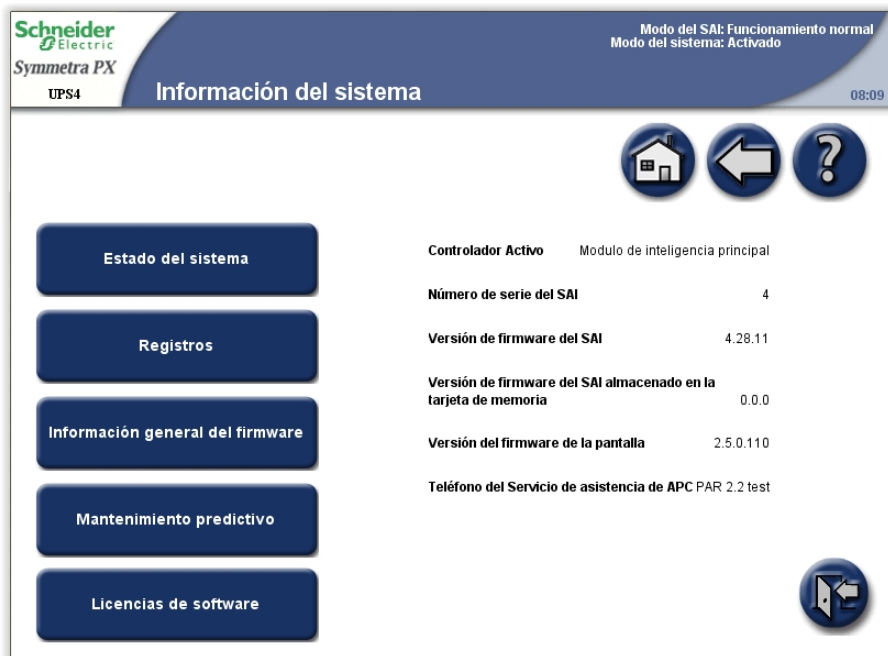 Schneider
Electric
Symmetra PX
UPS4
Información del sistema
Modo del SAI: Funcionamiento normal
Modo del sistema: Activado
08:09
?
Estado del sistema
Registros
Información general del firmware
Mantenimiento predictivo
Licencias de software
Controlador Activo Modulo de inteligencia principal
Número de serie del SAI 4
Versión de firmware del SAI 4.28.11
Versión de firmware del SAI almacenado en la
tarjeta de memoria 0.0.0
Versión del firmware de la pantalla 2.5.0.110
Teléfono del Servicio de asistencia de APC PAR 2.2 test